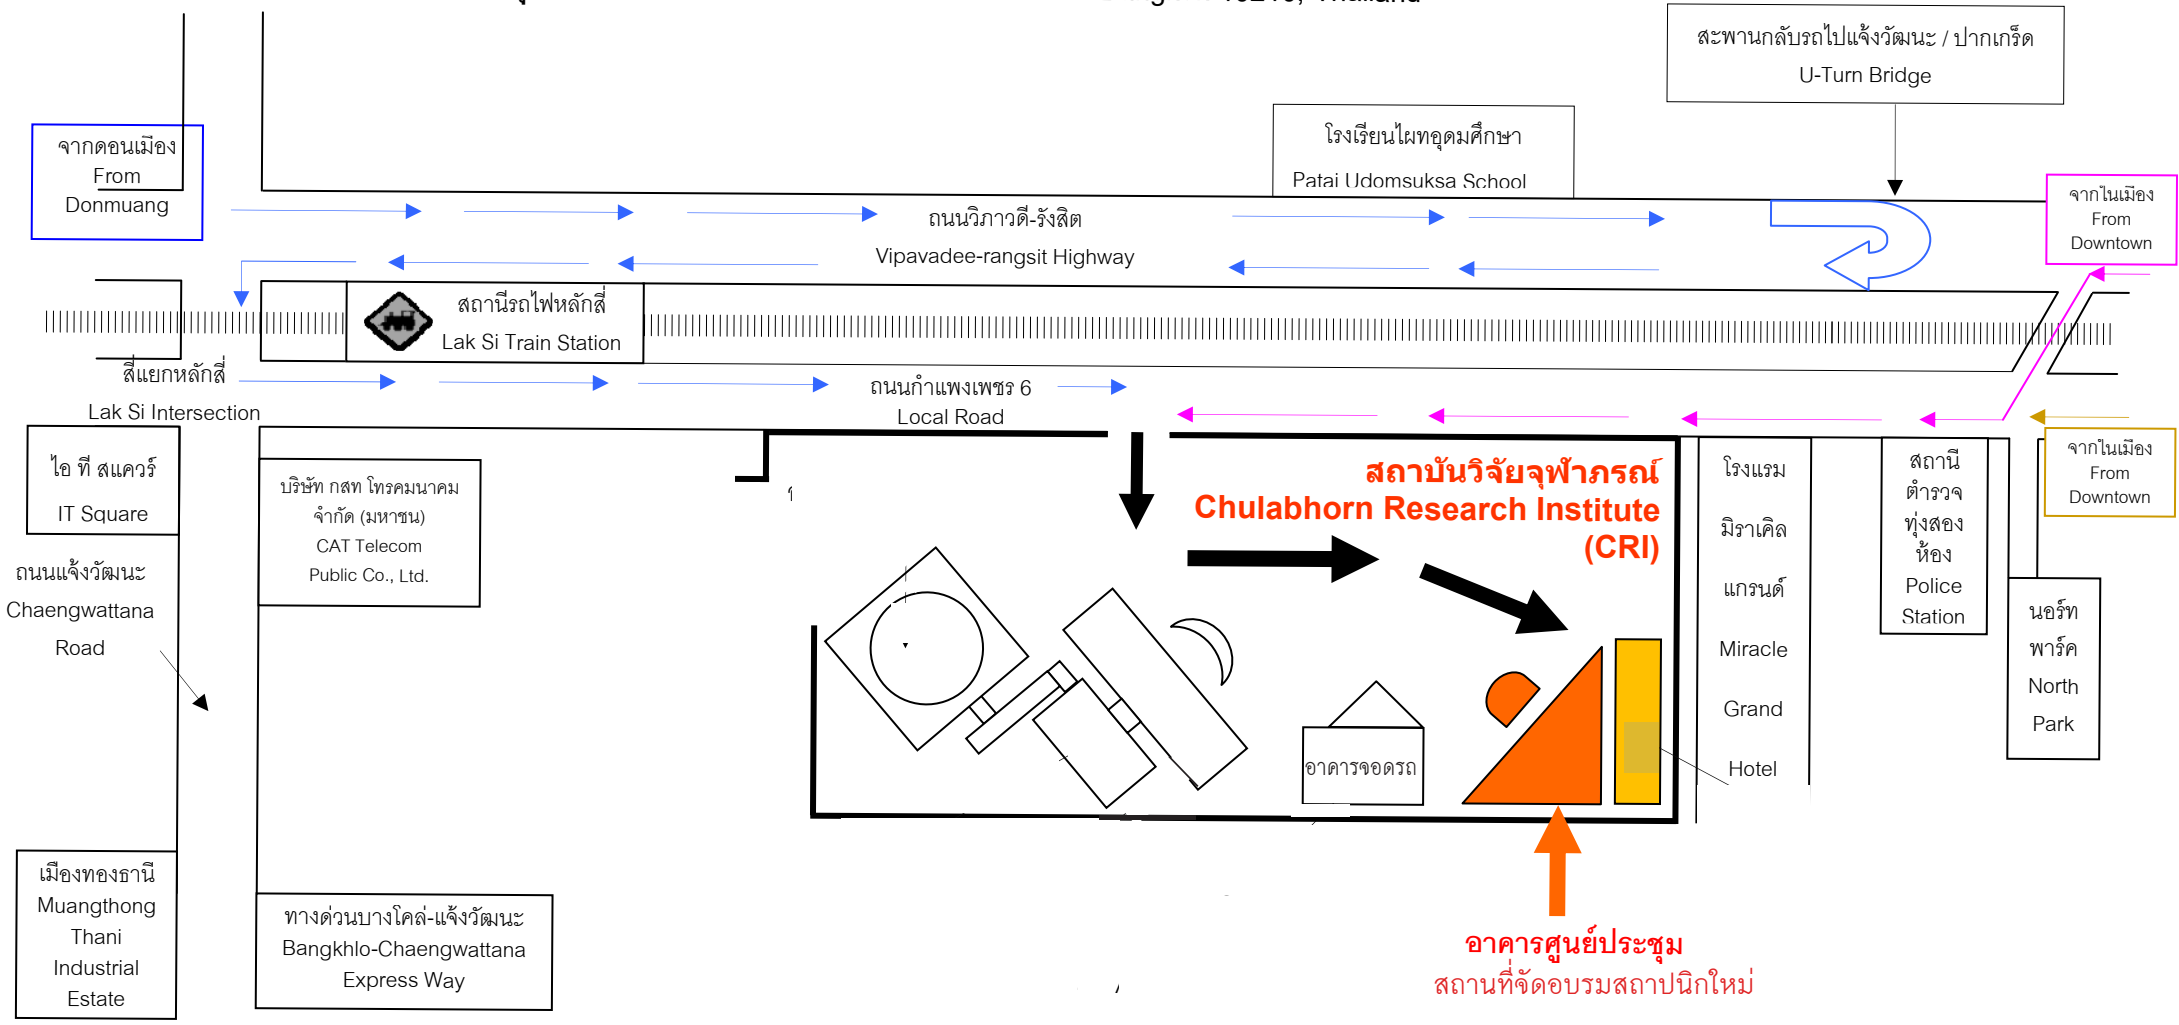 Thailand
สะพานกลับรถไปแจ้งวัฒนะ / ปากเกร็ด
U-Turn Bridge
จากดอนเมือง
From
Donmuang
โรงเรียนไผทอุดมศึกษา
Patai Udomsuksa School
จากในเมือง
From
Downtown
ถนนวิภาวดี-รังสิต
Vipavadee-rangsit Highway
สถานีรถไฟหลักสี่
Lak Si Train Station
สี่แยกหลักสี่
Lak Si Intersection
ถนนกำแพงเพชร 6
Local Road
ไอ ที สแควร์
IT Square
บริษัท กสท โทรคมนาคม
จำกัด (มหาชน)
CAT Telecom
Public Co., Ltd.
สถาบันวิจัยจุฬาภรณ์
Chulabhorn Research Institute
(CRI)
โรงแรม
มิราเคิล
แกรนด์
Miracle
Grand
Hotel
สถานี
ตำรวจ
ทุ่งสอง
ห้อง
Police
Station
จากในเมือง
From
Downtown
นอร์ท
พาร์ค
North
Park
ถนนแจ้งวัฒนะ
Chaengwattana
Road
อาคารจอดรถ
เมืองทองธานี
Muangthong
Thani
Industrial
Estate
ทางด่วนบางโคล่-แจ้งวัฒนะ
Bangkhlo-Chaengwattana
Express Way
อาคารศูนย์ประชุม
สถานที่จัดอบรมสถาปนิกใหม่